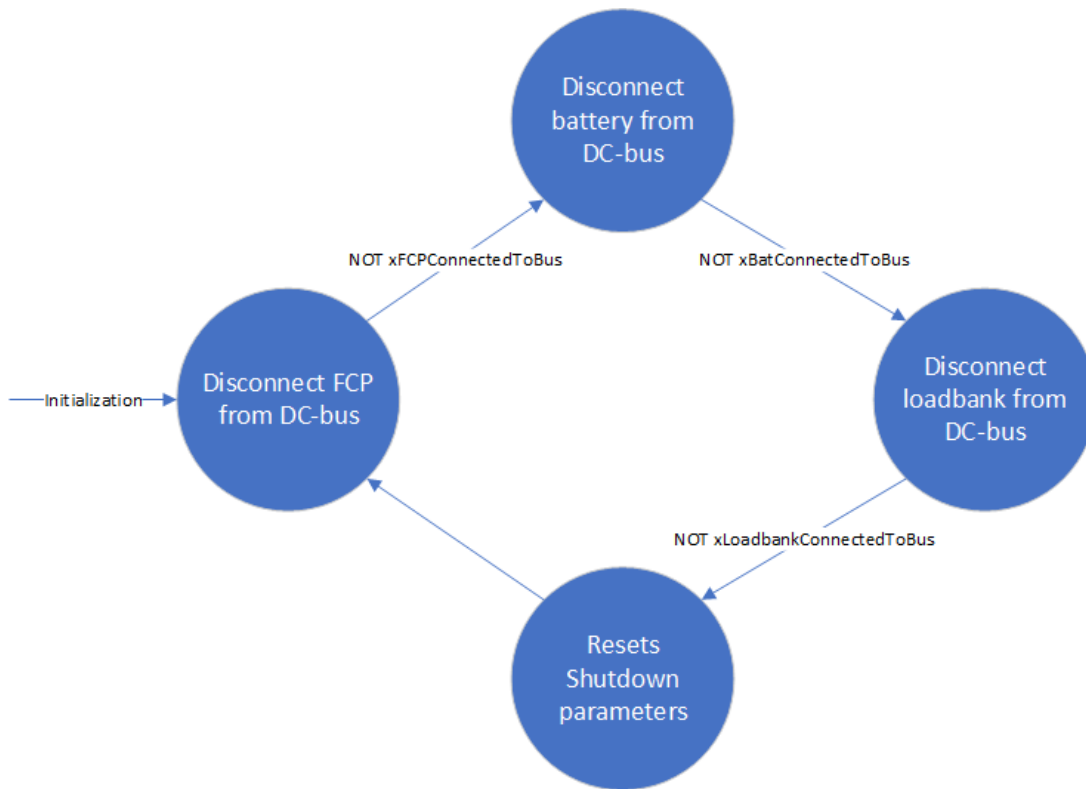 Disconnect
battery from
DC-bus
NOT xFCPConnectedToBus
NOT xBatConnectedToBus
Initialization
Disconnect FCP
from DC-bus
Disconnect
loadbank from
DC-bus
NOT xLoadbankConnectedToBus
Resets
Shutdown
parameters